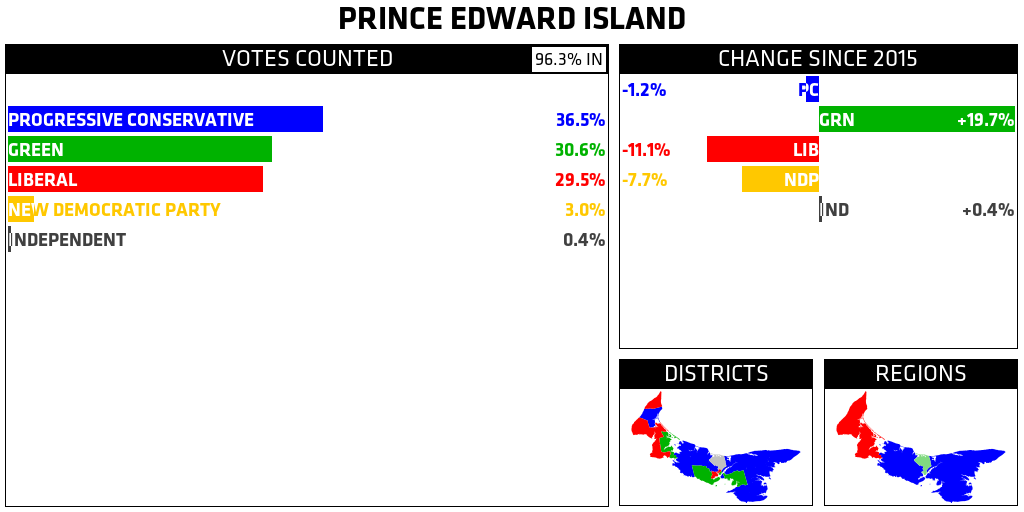 PRINCE EDWARD ISLAND
VOTES COUNTED 96.3% IN
PROGRESSIVE CONSERVATIVE 36.5%
GREEN 30.6%
LIBERAL 29.5%
NEW DEMOCRATIC PARTY 3.0%
INDEPENDENT 0.4%
CHANGE SINCE 2015
-1.2% PC
GRN +19.7%
-11.1% LIB
-7.7% NDP
IND +0.4%
DISTRICTS
REGIONS